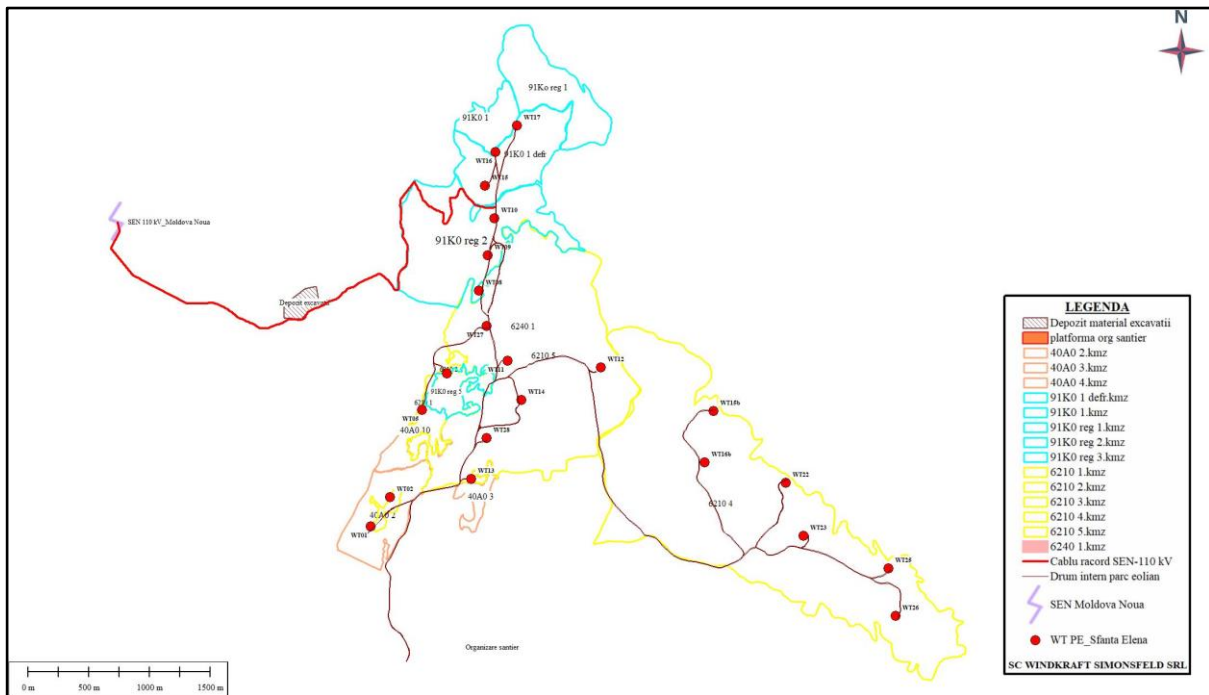 N
91Ko reg 1
91K0 1
WT17
WT16
91K0 1 defr
WT15
SEN 110 kV_Moldova Noua
WT10
91K0 reg 2
WT09
WT08
Depozit excavatii
WT27
6240 1
6210 5
WT11
WT12
91K0 reg 3
WT14
WT05
40A0 10
WT15b
WT28
WT16b
WT13
WT22
40A0 3
WT02
6210 4
40A0 2
WT01
WT23
WT25
WT26
Organizare santier
0 m
500 m
1000 m
1500 m
LEGENDA
Depozit material excavatii
platforma org santier
40A0 2.kmz
40A0 3.kmz
40A0 4.kmz
91K0 1 defr.kmz
91K0 1.kmz
91K0 reg 1.kmz
91K0 reg 2.kmz
91K0 reg 3.kmz
6210 1.kmz
6210 2.kmz
6210 3.kmz
6210 4.kmz
6210 5.kmz
6240 1.kmz
Cablu racord SEN-110 kV
Drum intern parc eolian
SEN Moldova Noua
WT PE_Sfanta Elena
SC WINDKRAFT SIMONSFELD SRL